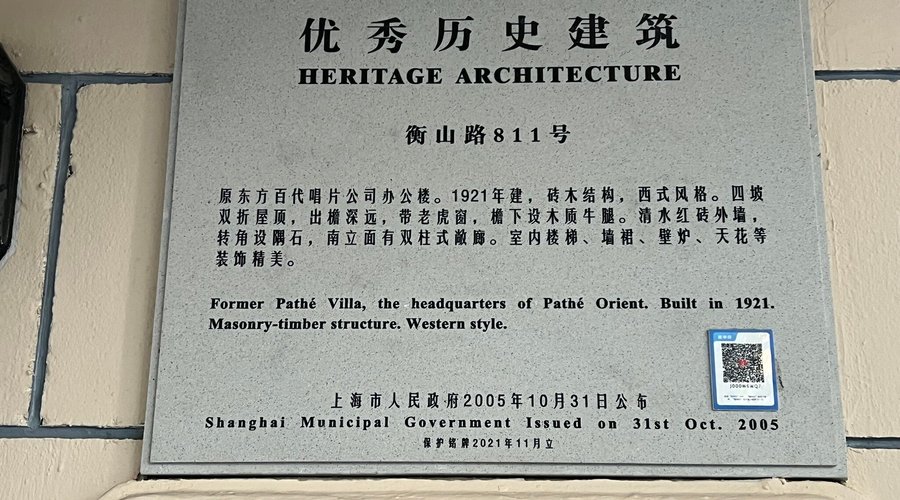 优秀历史建筑
HERITAGE ARCHITECTURE
衡山路811号
原东方百代唱片公司办公楼。1921年建，砖木结构，西式风格。四坡
双折屋顶，出檐深远，带老虎窗，檐下设木质牛腿。清水红砖外墙，
转角设隅石，南立面有双柱式敞廊。室内楼梯、墙裙、壁炉、天花等
装饰精美。
Former Pathé Villa, the headquarters of Pathé Orient. Built in 1921.
Masonry-timber structure. Western style.
上海市人民政府2005年10月31日公布
Shanghai Municipal Government Issued on 31st Oct. 2005
保护铭牌2021年11月立